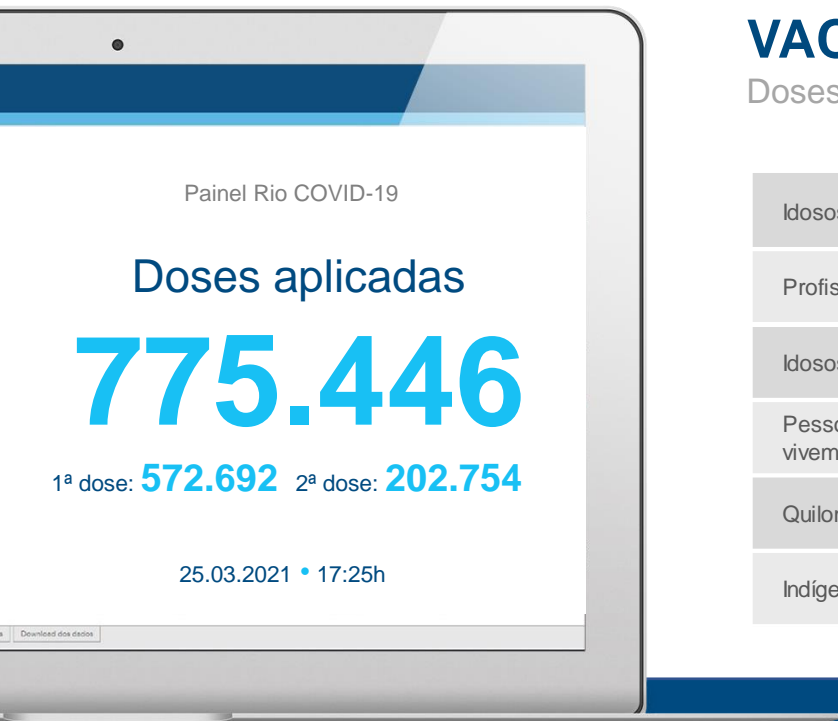 Painel Rio COVID-19
Doses aplicadas
775.446
1ª dose: 572.692 2ª dose: 202.754
25.03.2021 • 17:25h
Download dos dados
VAC
Doses
Idosos
Profis
Idosos
Pesso
vivem
Quilon
Indíge